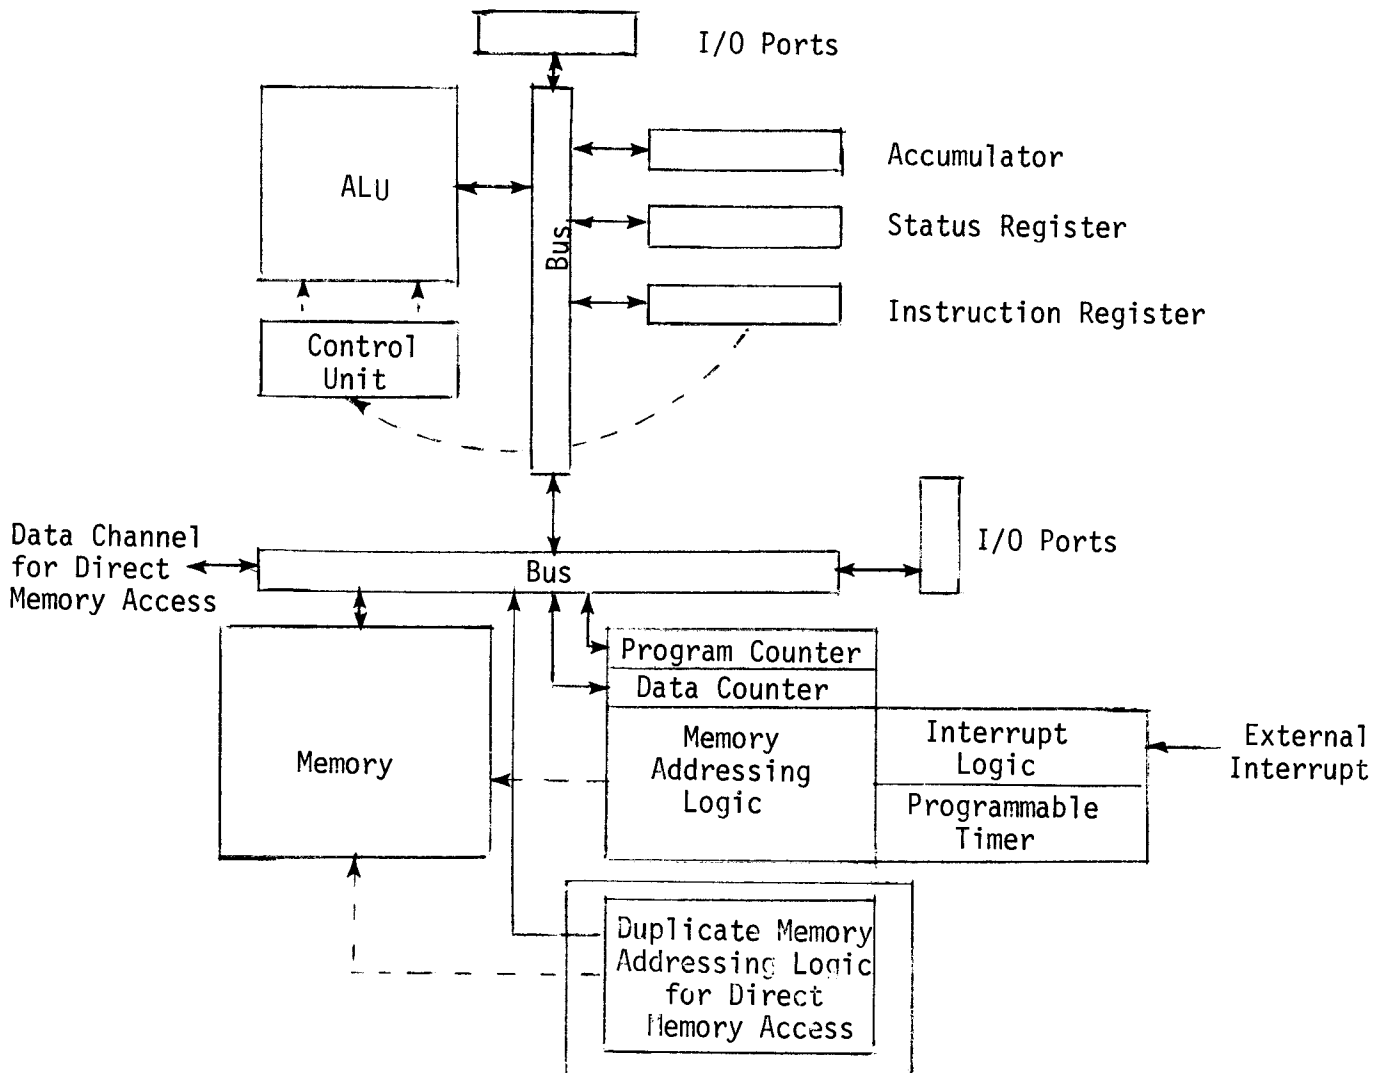 I/O Ports
Accumulator
ALU
Status Register
Bus
Instruction Register
Control
Unit
Data Channel
for Direct
Memory Access
I/O Ports
Bus
Program Counter
Data Counter
Memory
Addressing
Logic
Interrupt
Logic
External
Interrupt
Memory
Programmable
Timer
Duplicate Memory
Addressing Logic
for Direct
Memory Access